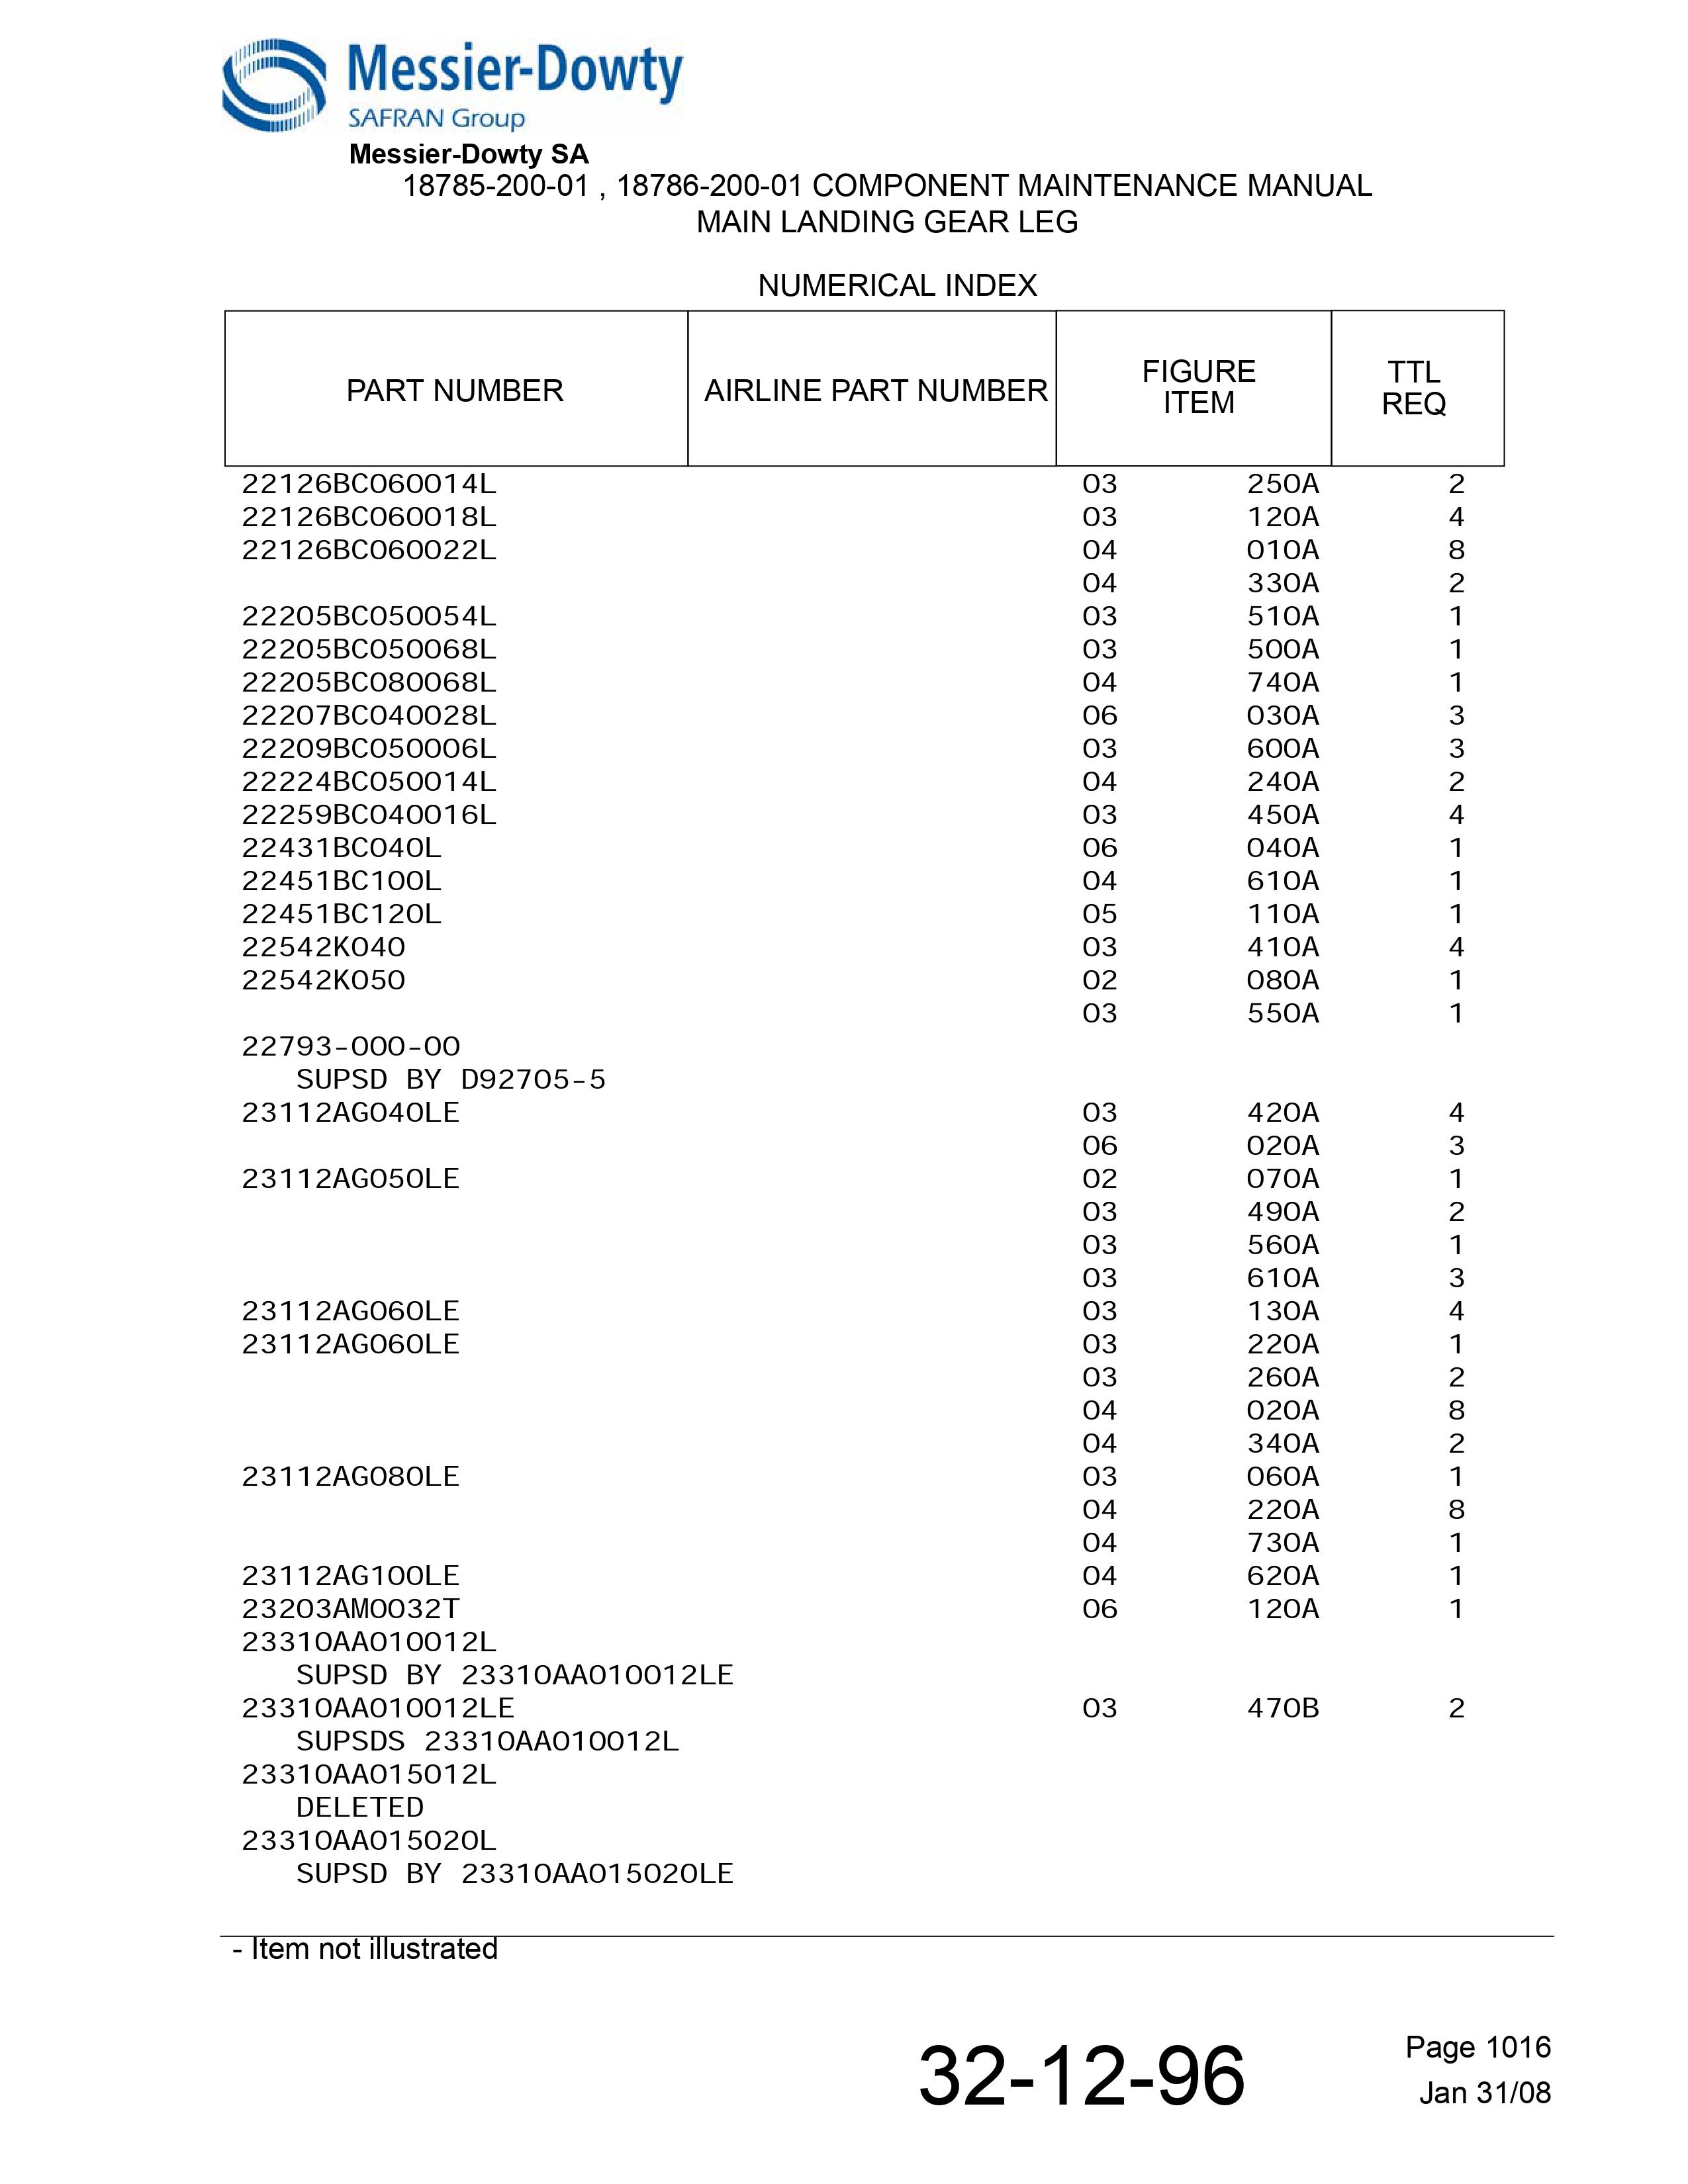 Messier-Dowty
SAFRAN Group
Messier-Dowty SA
18785-200-01 , 18786-200-01 COMPONENT MAINTENANCE MANUAL
MAIN LANDING GEAR LEG
NUMERICAL INDEX
PART NUMBER AIRLINE PART NUMBER FIGURE ITEM TTL REQ
22126BC060014L 03 250A 2
22126BC060018L 03 120A 4
22126BC060022L 04 010A 8
04 330A 2
22205BC050054L 03 510A 1
22205BC050068L 03 500A 1
22205BC080068L 04 740A 1
22207BC040028L 06 030A 3
22209BC050006L 03 600A 3
22224BC050014L 04 240A 2
22259BC040016L 03 450A 4
22431BC040L 06 040A 1
22451BC100L 04 610A 1
22451BC120L 05 110A 1
22542K040 03 410A 4
22542K050 02 080A 1
03 550A 1
22793-000-00
SUPSD BY D92705-5
23112AG040LE 03 420A 4
06 020A 3
23112AG050LE 02 070A 1
03 490A 2
03 560A 1
03 610A 3
23112AG060LE 03 130A 4
23112AG060LE 03 220A 1
03 260A 2
04 020A 8
04 340A 2
23112AG080LE 03 060A 1
04 220A 8
04 730A 1
23112AG100LE 04 620A 1
23203AM0032T 06 120A 1
23310AA010012L
SUPSD BY 23310AA010012LE
23310AA010012LE 03 470B 2
SUPSDS 23310AA010012L
23310AA015012L
DELETED
23310AA015020L
SUPSD BY 23310AA015020LE
- Item not illustrated
32-12-96
Page 1016
Jan 31/08